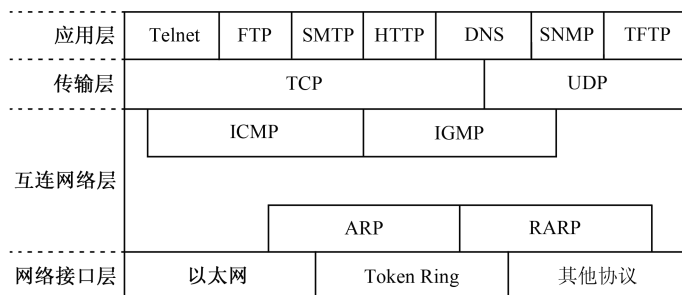 应用层 Telnet FTP SMTP HTTP DNS SNMP TFTP
传输层 TCP UDP
ICMP IGMP
互连网络层
ARP RARP
网络接口层 以太网 Token Ring 其他协议